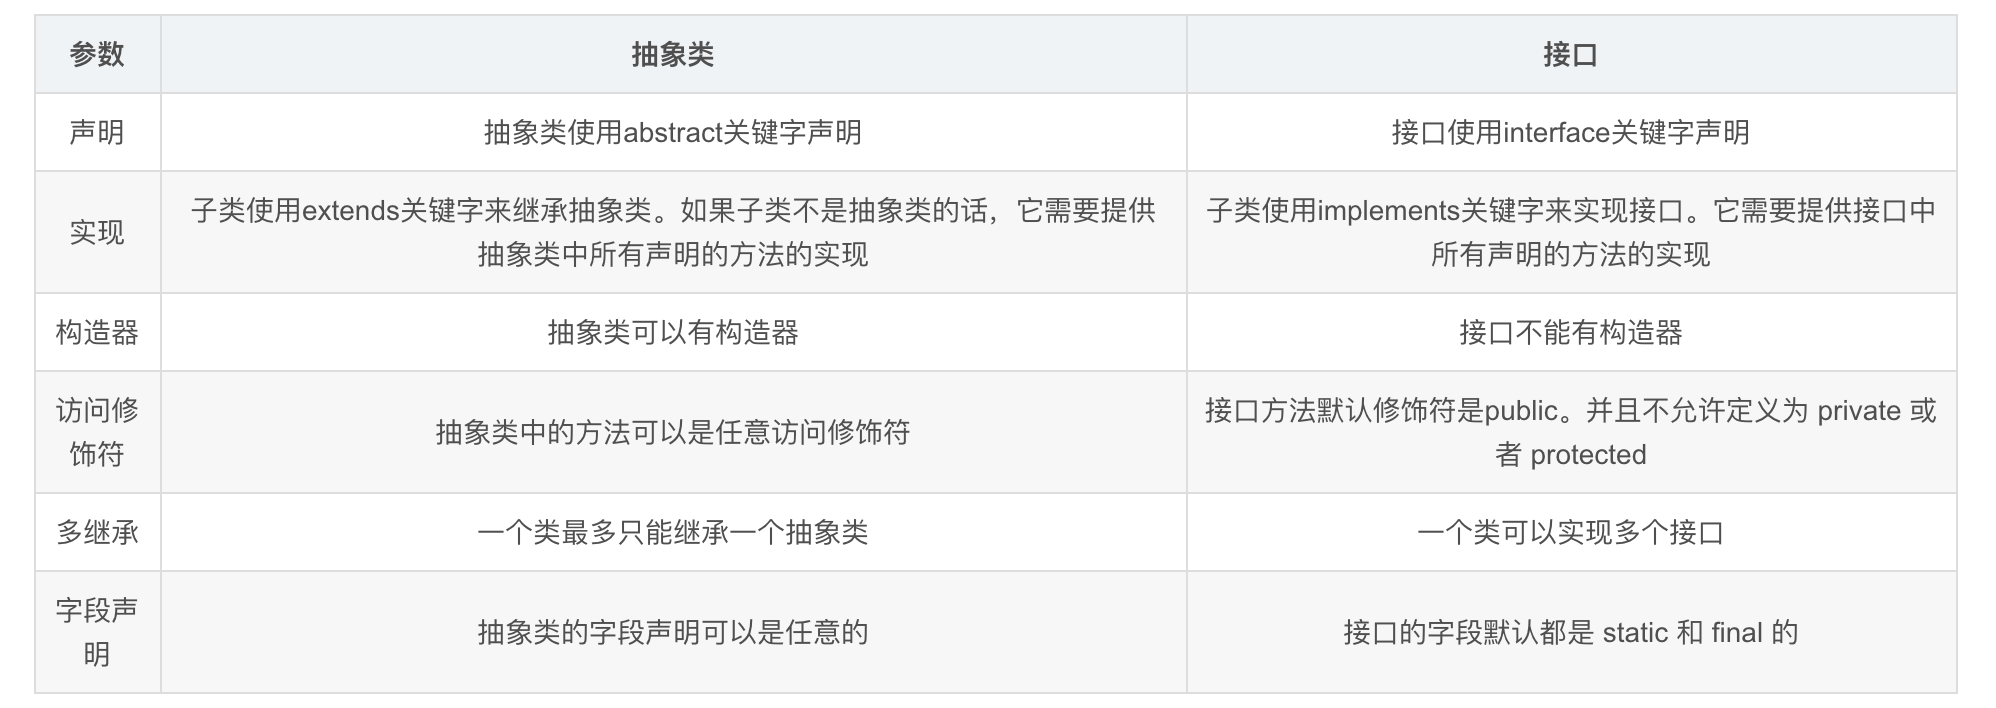 参数 抽象类 接口
声明 抽象类使用abstract关键字声明 接口使用interface关键字声明
实现
子类使用extends关键字来继承抽象类。如果子类不是抽象类的话，它需要提供
抽象类中所有声明的方法的实现
子类使用implements关键字来实现接口。它需要提供接口中
所有声明的方法的实现
构造器 抽象类可以有构造器 接口不能有构造器
访问修
饰符
抽象类中的方法可以是任意访问修饰符
接口方法默认修饰符是public。并且不允许定义为 private 或
者 protected
多继承 一个类最多只能继承一个抽象类 一个类可以实现多个接口
字段声
明
抽象类的字段声明可以是任意的
接口的字段默认都是 static 和 final 的